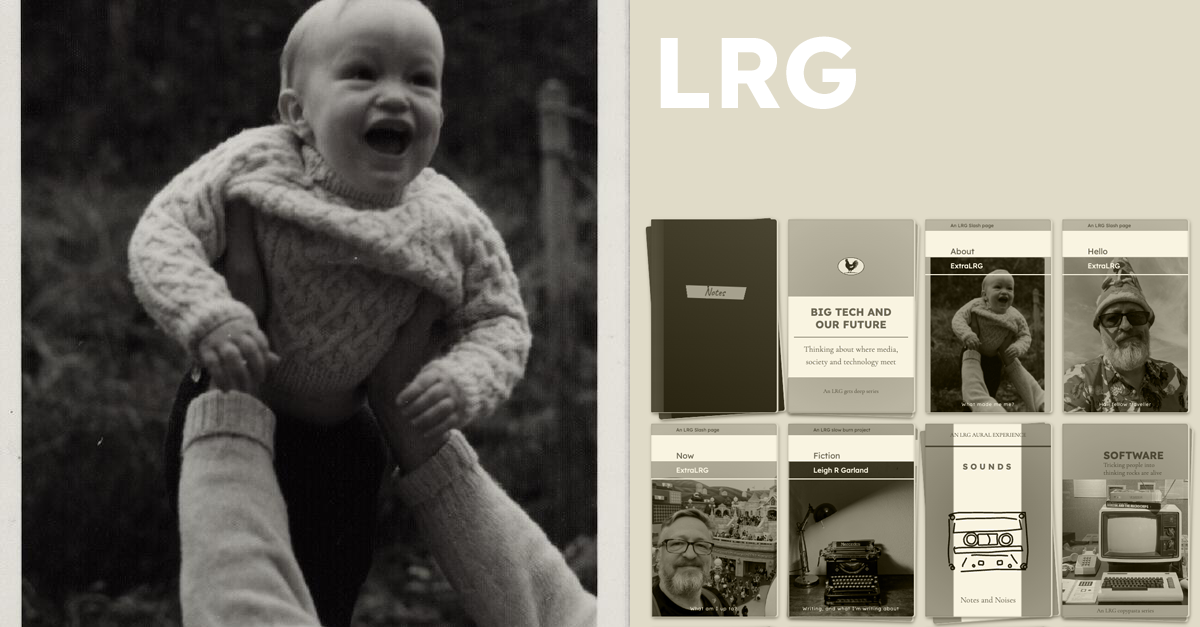 LRG
Notes
BIG TECH AND
OUR FUTURE
Thinking about where media,
society and technology meet
An LRG gets deep series
An LRG Slash page
About
ExtraLRG
What made me me?
An LRG Slash page
Hello
ExtraLRG
Hail fellow traveller
An LRG Slash page
Now
ExtraLRG
What am I up to?
An LRG slow burn project
Fiction
Leigh R Garland
Writing, and what I'm writing about
AN LRG AURAL EXPERIENCE
SOUNDS
Notes and Noises
SOFTWARE
Tricking people into
thinking rocks are alive
An LRG copypasta series